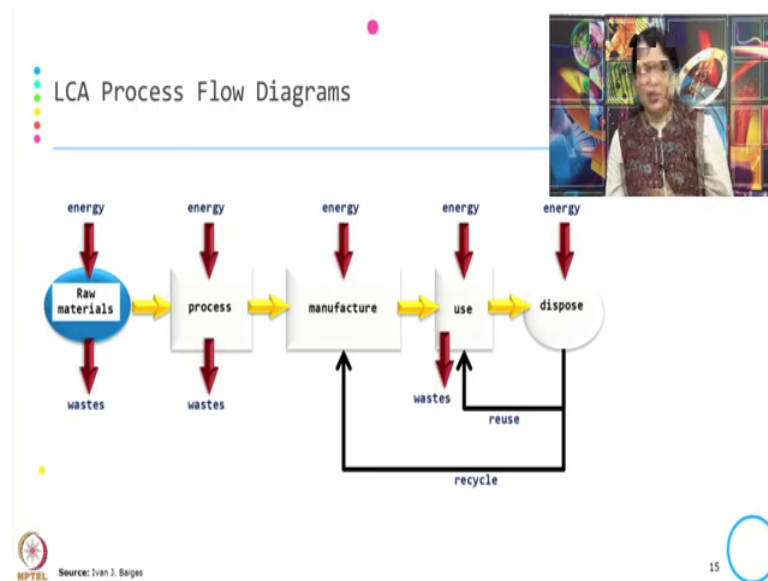 LCA Process Flow Diagrams
energy energy energy energy energy
Raw
materials
process
manufacture
use
dispose
wastes wastes wastes
reuse
recycle
NPTEL
Source: Ivan J. Baiges
15